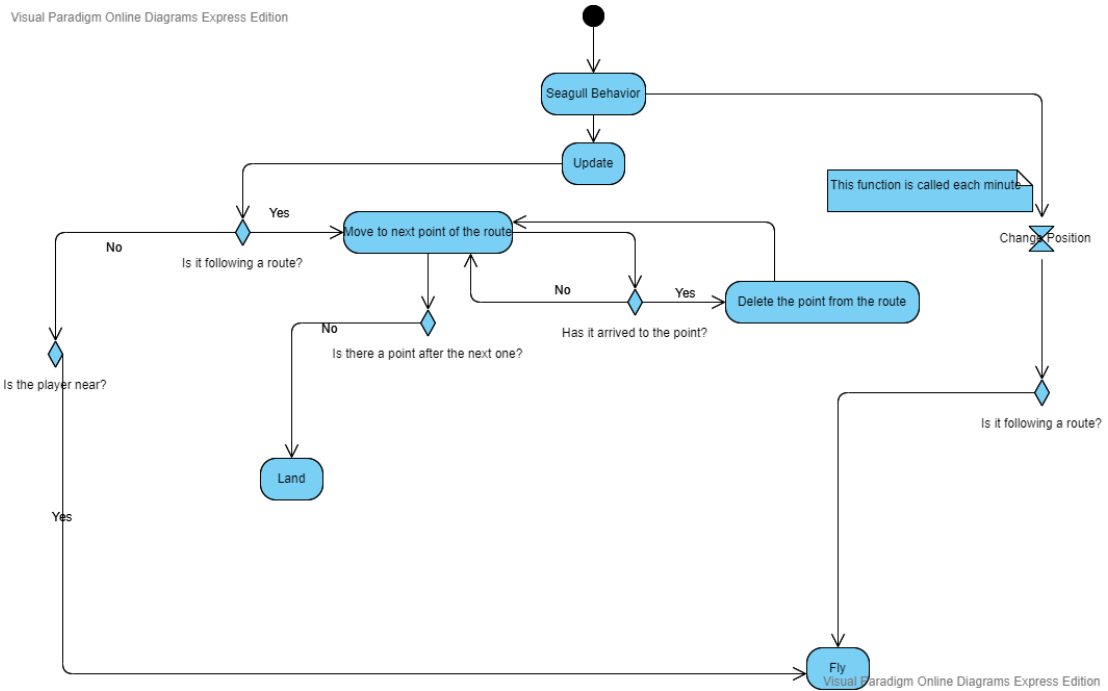 Visual Paradigm Online Diagrams Express Edition
Seagull Behavior
Update
This function is called each minute
Yes
Move to next point of the route
No
Change Position
Is it following a route?
No
Yes
Delete the point from the route
No
Has it arrived to the point?
Is there a point after the next one?
Is the player near?
Is it following a route?
Land
Yes
Fly
Visual Paradigm Online Diagrams Express Edition